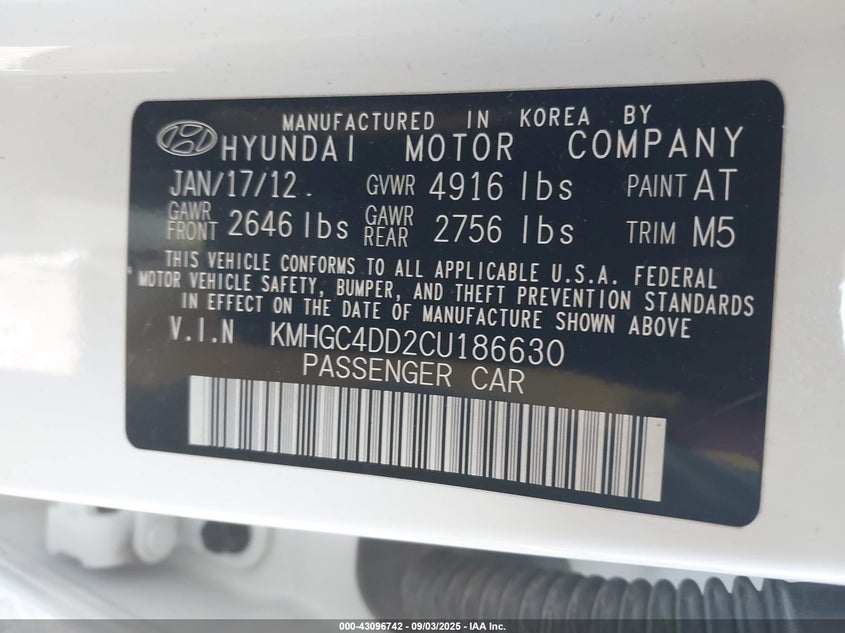 MANUFACTURED IN KOREA BY
HYUNDAI MOTOR COMPANY
JAN/17/12. GVWR 4916 lbs PAINT AT
GAWR FRONT 2646 lbs GAWR REAR 2756 lbs TRIM M5
THIS VEHICLE CONFORMS TO ALL APPLICABLE U.S.A. FEDERAL
MOTOR VEHICLE SAFETY, BUMPER, AND THEFT PREVENTION STANDARDS
IN EFFECT ON THE DATE OF MANUFACTURE SHOWN ABOVE
V.I.N KMHGC4DD2CU186630
PASSENGER CAR
000-43096742 - 09/03/2025 - IAA Inc.